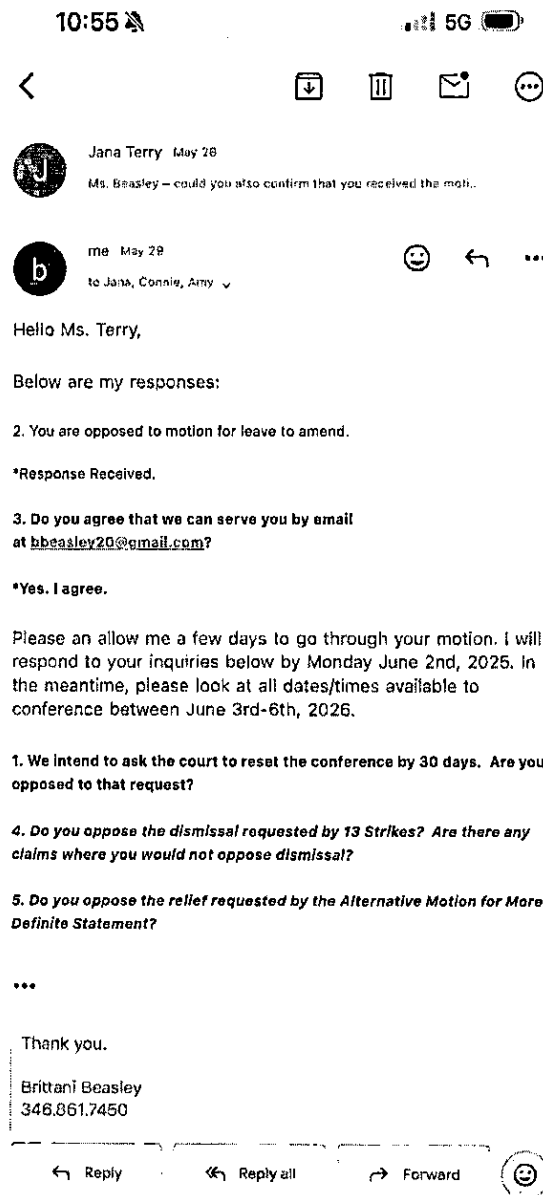 10:55
5G
Jana Terry May 28
Ms. Beasley – could you also confirm that you received the moti..
b
me May 29
to Jana, Connie, Amy
Hello Ms. Terry,
Below are my responses:
2. You are opposed to motion for leave to amend.
*Response Received.
3. Do you agree that we can serve you by email
at bbeasley20@gmail.com?
*Yes. I agree.
Please an allow me a few days to go through your motion. I will
respond to your inquiries below by Monday June 2nd, 2025. In
the meantime, please look at all dates/times available to
conference between June 3rd-6th, 2026.
1. We intend to ask the court to reset the conference by 30 days. Are you
opposed to that request?
4. Do you oppose the dismissal requested by 13 Strikes? Are there any
claims where you would not oppose dismissal?
5. Do you oppose the relief requested by the Alternative Motion for More
Definite Statement?
Thank you.
Brittani Beasley
346.861.7450
Reply
Reply all
Forward